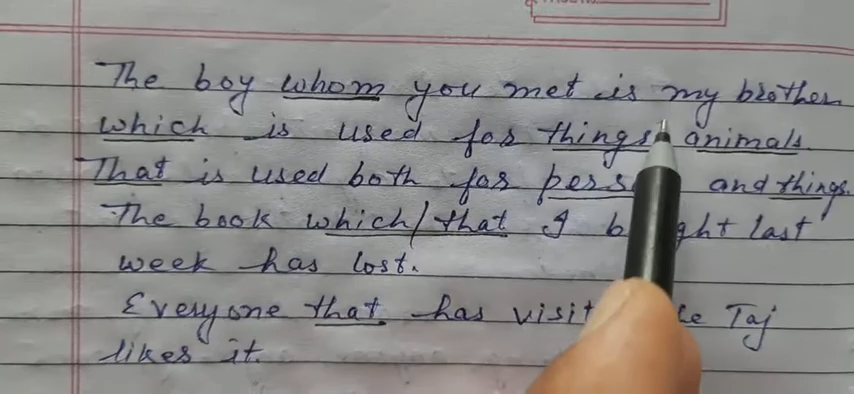 The boy whom you met is my brother
which is used for things animals.
That is used both for and things.
The book which/that I last
week has lost.
Everyone that has Taj
likes it.